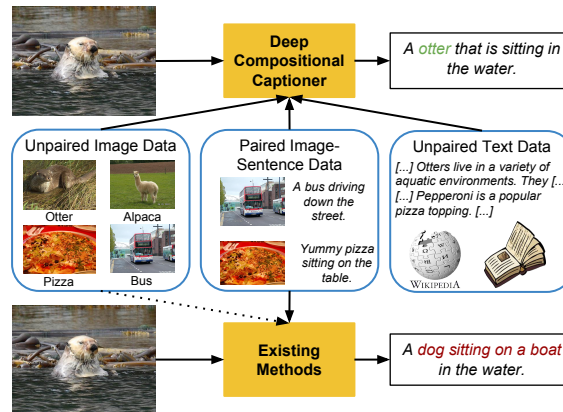 Deep
Compositional
Captioner
A otter that is sitting in
the water.
Unpaired Image Data
Otter
Alpaca
Pizza
Bus
Paired Image-
Sentence Data
A bus driving
down the
street.
Yummy pizza
sitting on the
table.
Unpaired Text Data
[...] Otters live in a variety of
aquatic environments. They [...]
[...] Pepperoni is a popular
pizza topping. [...]
WIKIPEDIA
Existing
Methods
A dog sitting on a boat
in the water.